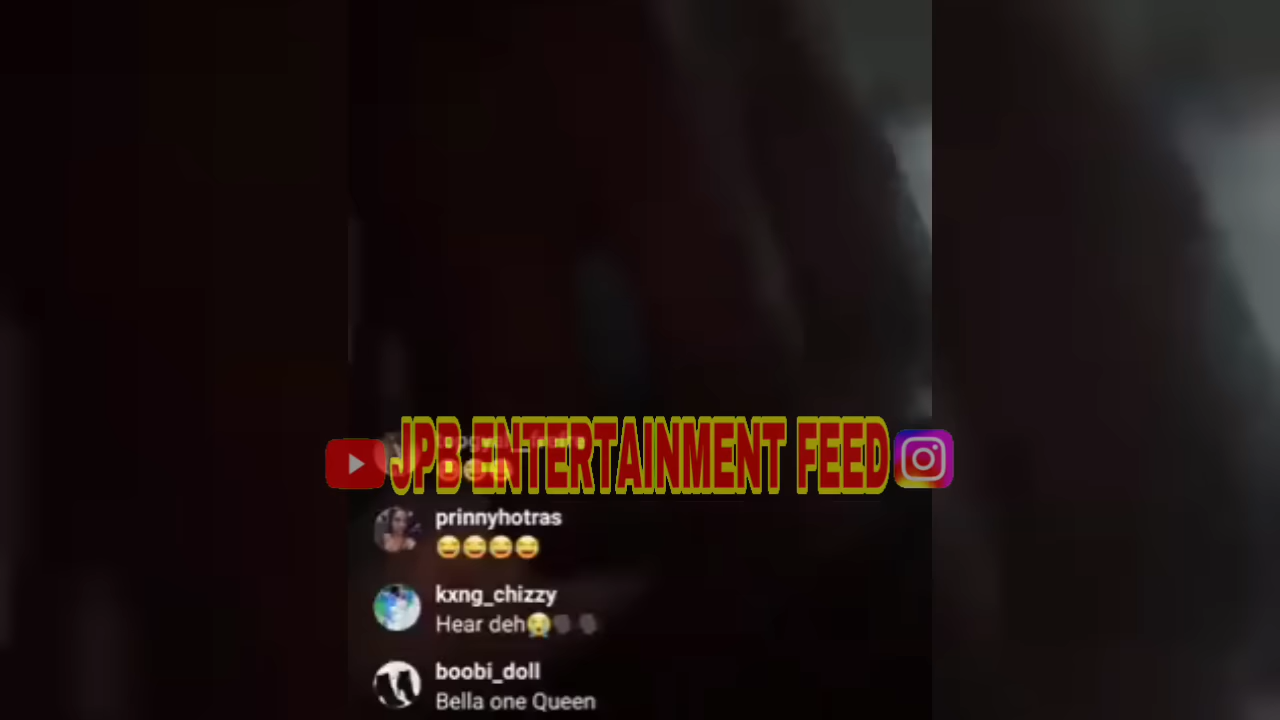 JPB ENTERTAINMENT FEED
prinnyhotras
😆😆😆😆
kxng_chizzy
Hear deh😭🗣🗣
boobi_doll
Bella one Queen